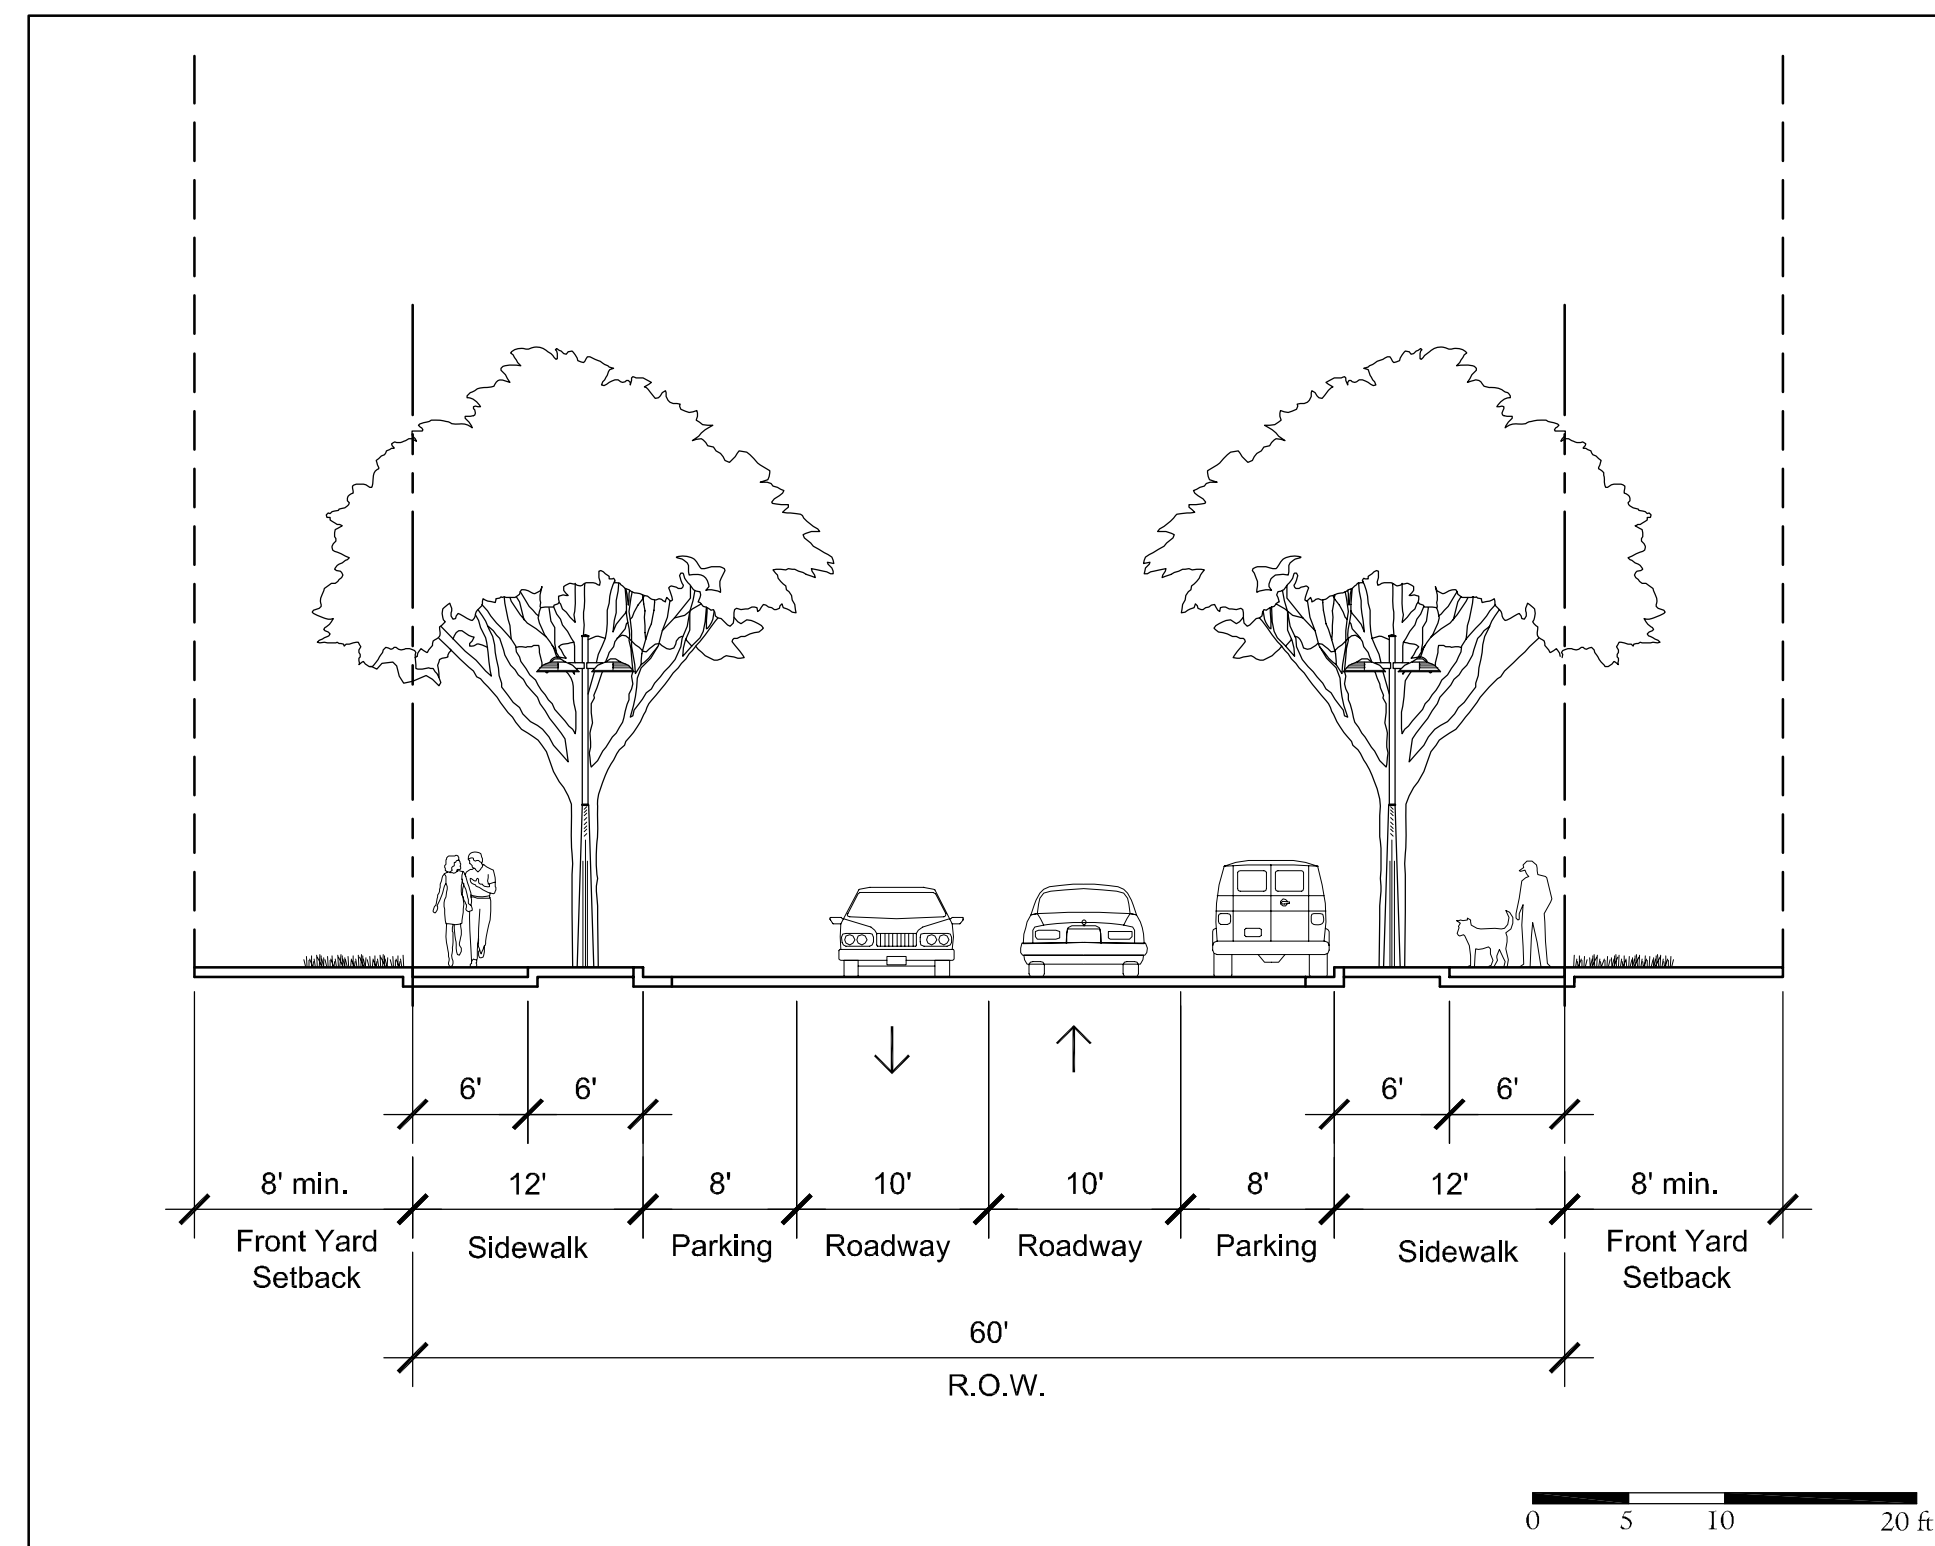 6' 6' 6' 6'
8' min. 12' 8' 10' 10' 8' 12' 8' min.
Front Yard Setback Sidewalk Parking Roadway Roadway Parking Sidewalk Front Yard Setback
60'
R.O.W.
0 5 10 20 ft